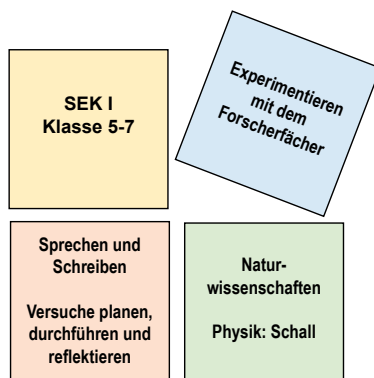 SEK I
Klasse 5-7
Experimentieren
mit dem
Forscherfächer
Sprechen und
Schreiben
Versuche planen,
durchführen und
reflektieren
Natur-
wissenschaften
Physik: Schall